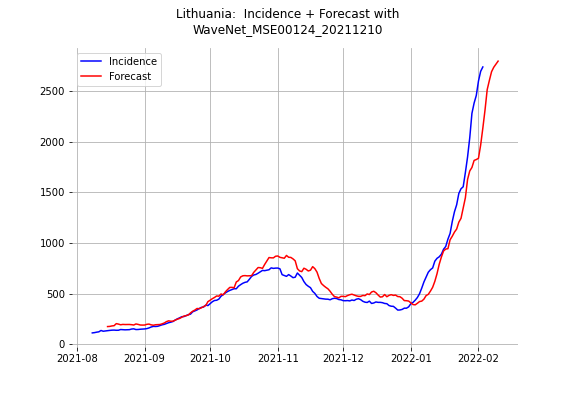 Lithuania:  Incidence + Forecast with
WaveNet_MSE00124_20211210
Incidence
Forecast
2500
2000
1500
1000
500
0
2021-08 2021-09 2021-10 2021-11 2021-12 2022-01 2022-02